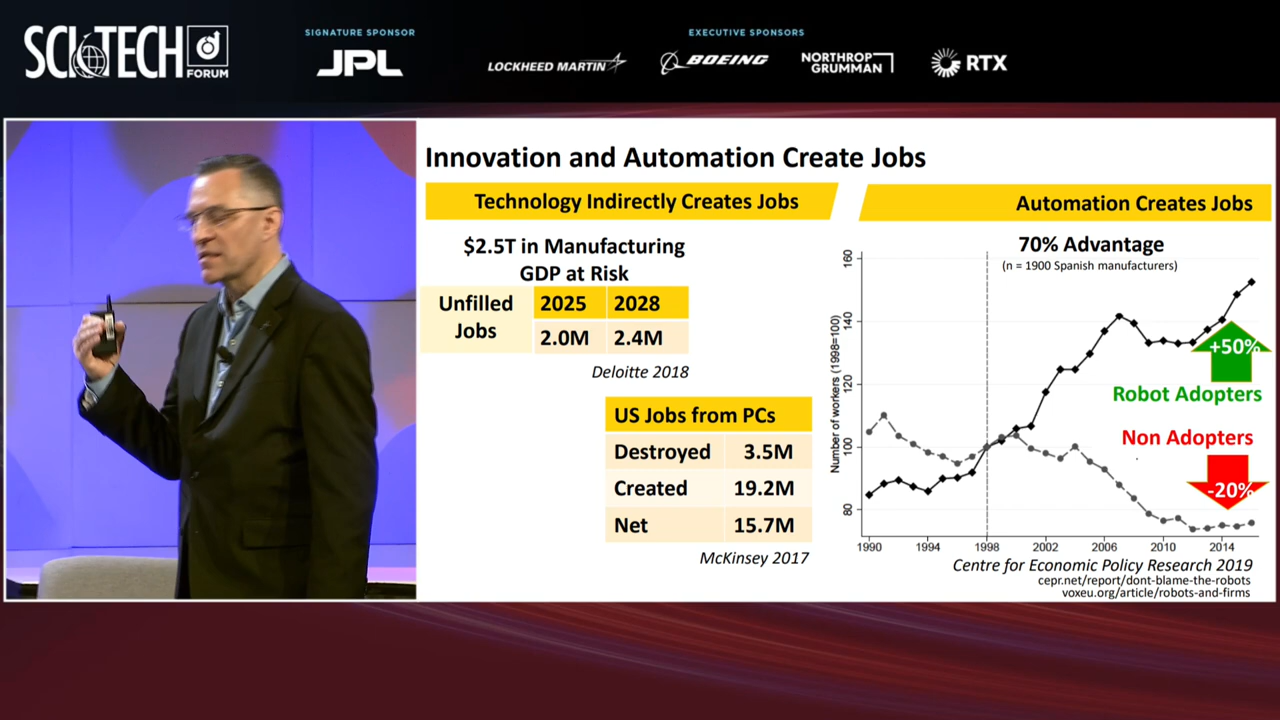 SCITECH
FORUM
SIGNATURE SPONSOR
JPL
EXECUTIVE SPONSORS
LOCKHEED MARTIN
BOEING
NORTHROP
GRUMMAN
RTX
Innovation and Automation Create Jobs
Technology Indirectly Creates Jobs
$2.5T in Manufacturing
GDP at Risk
Unfilled
Jobs
2025 2028
2.0M 2.4M
Deloitte 2018
US Jobs from PCs
Destroyed 3.5M
Created 19.2M
Net 15.7M
McKinsey 2017
Automation Creates Jobs
70% Advantage
(n = 1900 Spanish manufacturers)
Number of workers (1998=100)
160
140
120
100
80
+50%
Robot Adopters
Non Adopters
-20%
1990 1994 1998 2002 2006 2010 2014
Centre for Economic Policy Research 2019
cepr.net/report/dont-blame-the-robots
voxeu.org/article/robots-and-firms